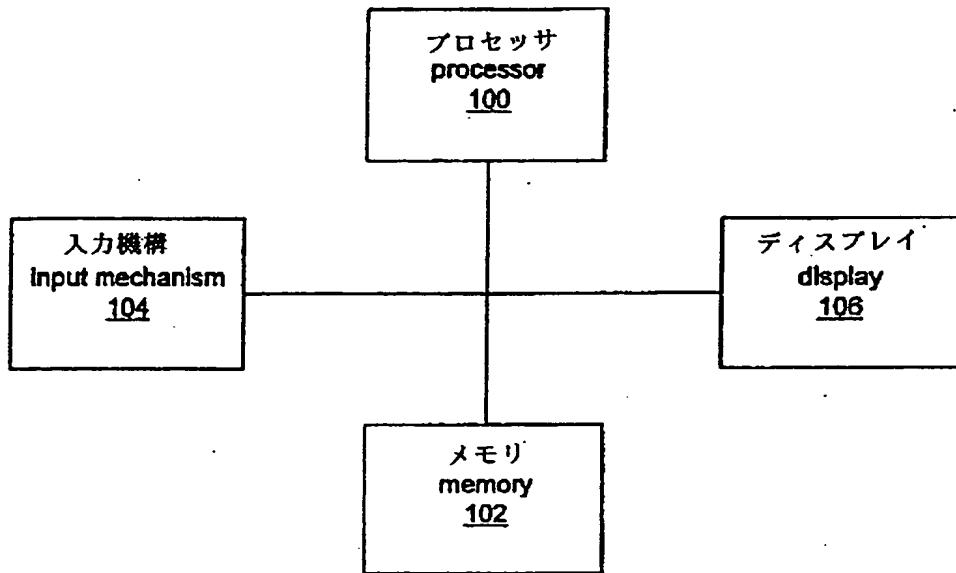 プロセッサ
processor
100
入力機構
input mechanism
104
ディスプレイ
display
106
メモリ
memory
102